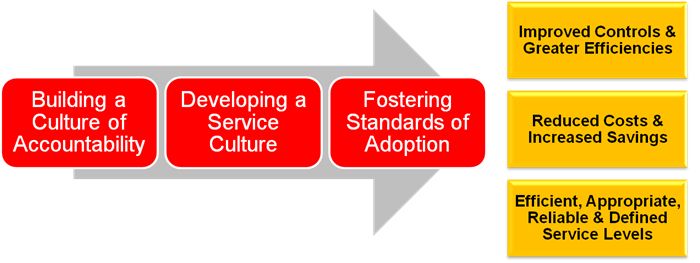 Building a
Culture of
Accountability
Developing a
Service
Culture
Fostering
Standards of
Adoption
Improved Controls &
Greater Efficiencies
Reduced Costs &
Increased Savings
Efficient, Appropriate,
Reliable & Defined
Service Levels